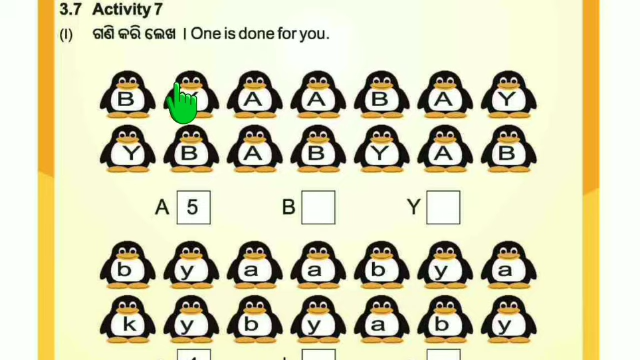 3.7 Activity 7
(I) ଗଣି କରି ଲେଖ । One is done for you.
B A A B A Y
Y B A B Y A B
A 5 B Y
b y a a b y a
k y b y a b y